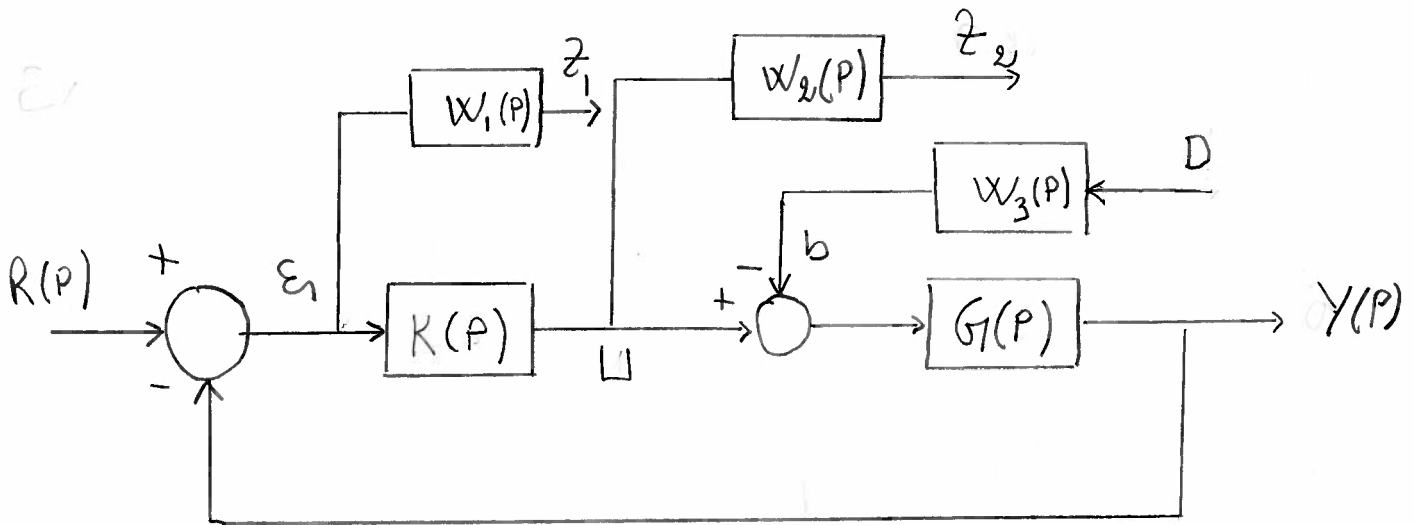 Z₁
W₁(P)
W₂(P)
Z₂
W₃(P)
D
b
R(P)
+
-
ε₁
K(P)
U
+
-
G(P)
Y(P)